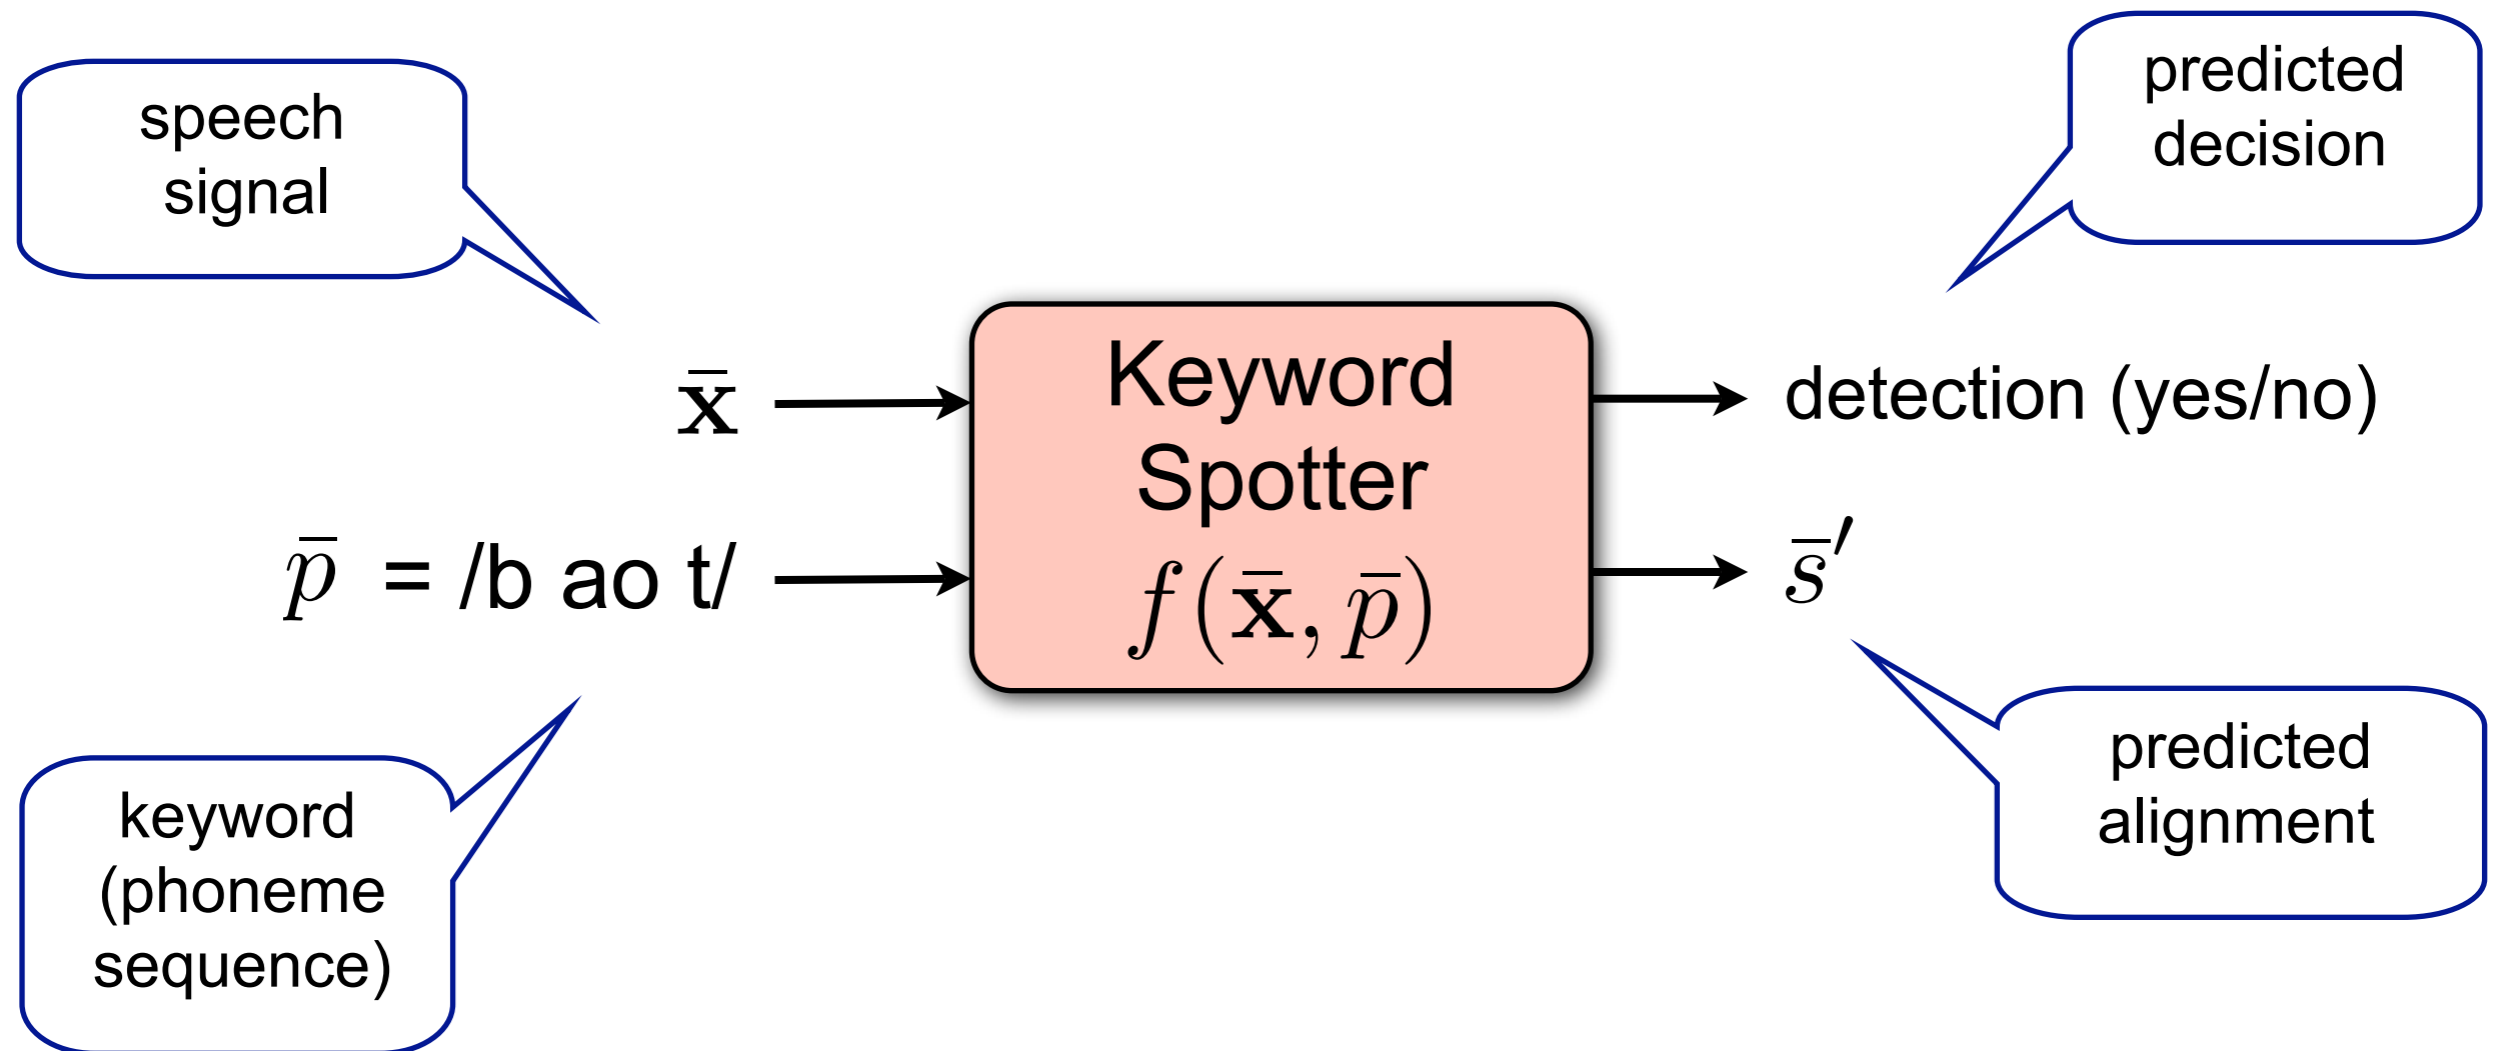 speech
signal
predicted
decision
x̄
Keyword
Spotter
f(x̄, p̄)
detection (yes/no)
p̄ = /b ao t/
s̄′
keyword
(phoneme
sequence)
predicted
alignment